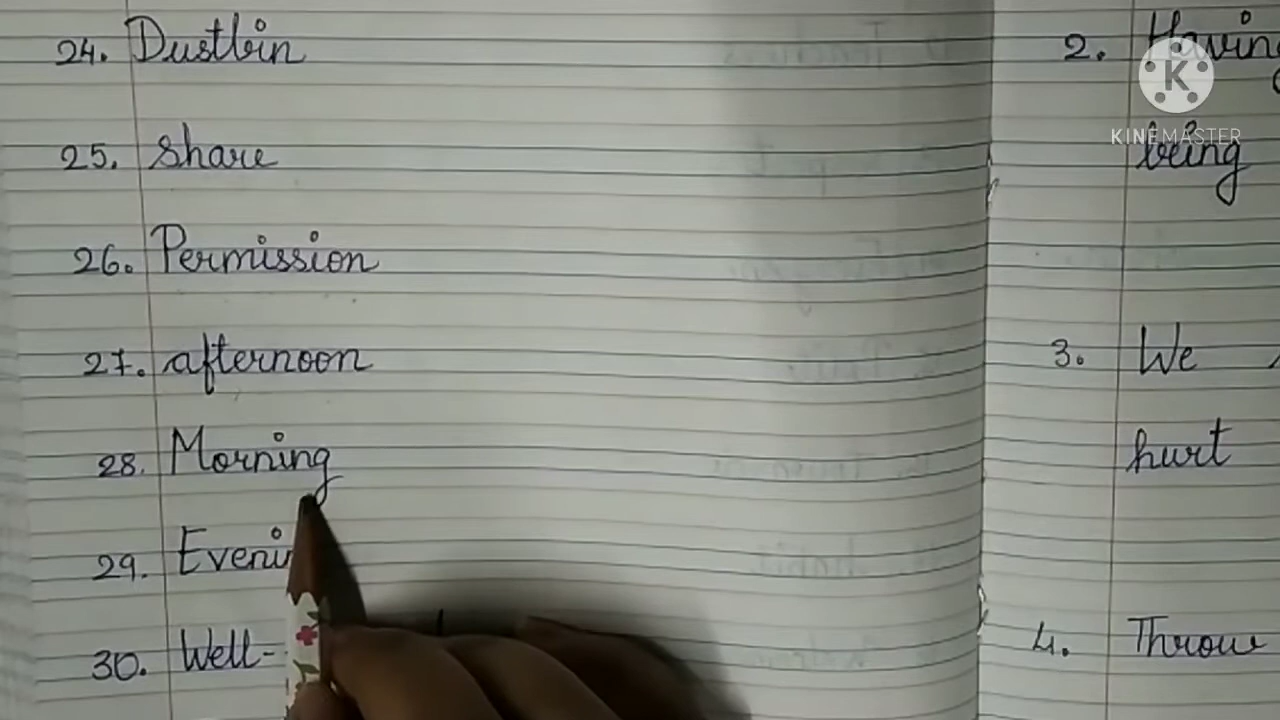 24. Dustbin
25. share
26. Permission
27. afternoon
28. Morning
29. Eveni
30. Well-
2. Having
being
3. We
hurt
4. Throw
KINEMASTER